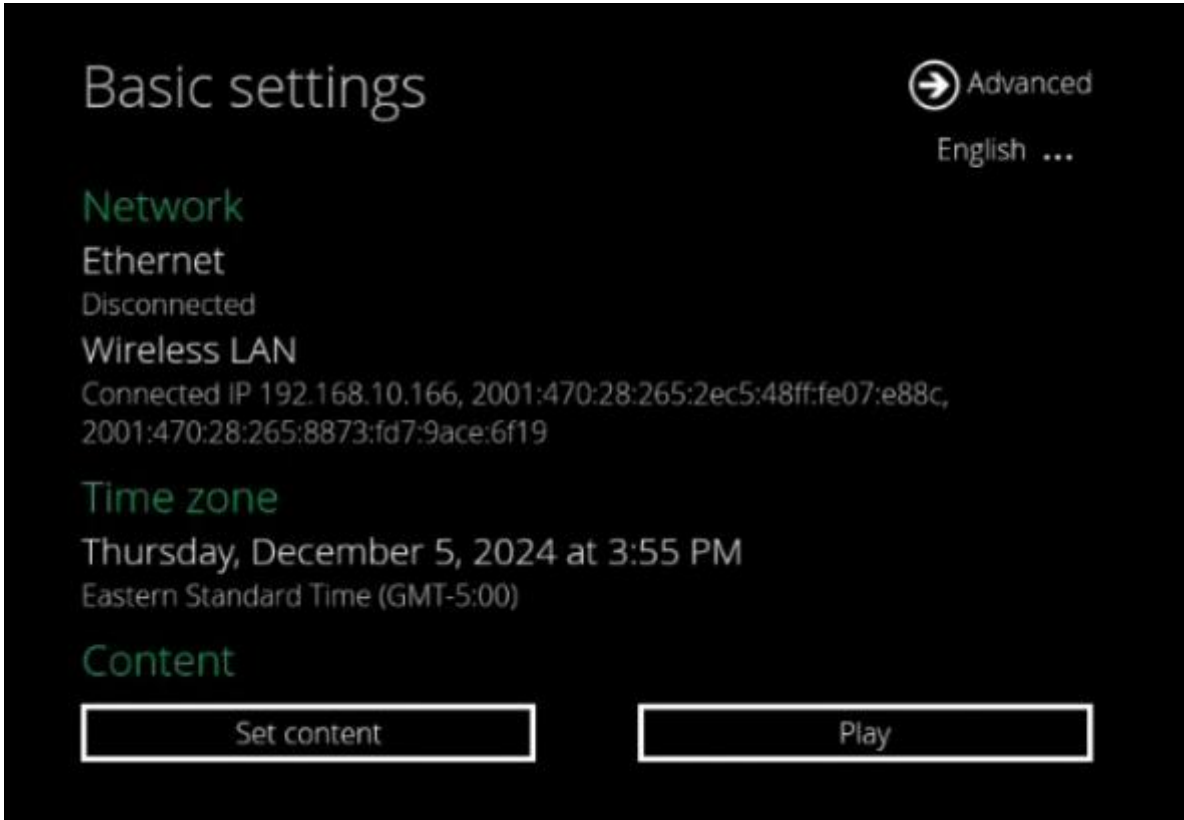 Basic settings
Advanced
English ...
Network
Ethernet
Disconnected
Wireless LAN
Connected IP 192.168.10.166, 2001:470:28:265:2ec5:48ff:fe07:e88c,
2001:470:28:265:8873:fd7:9ace:6f19
Time zone
Thursday, December 5, 2024 at 3:55 PM
Eastern Standard Time (GMT-5:00)
Content
Set content
Play